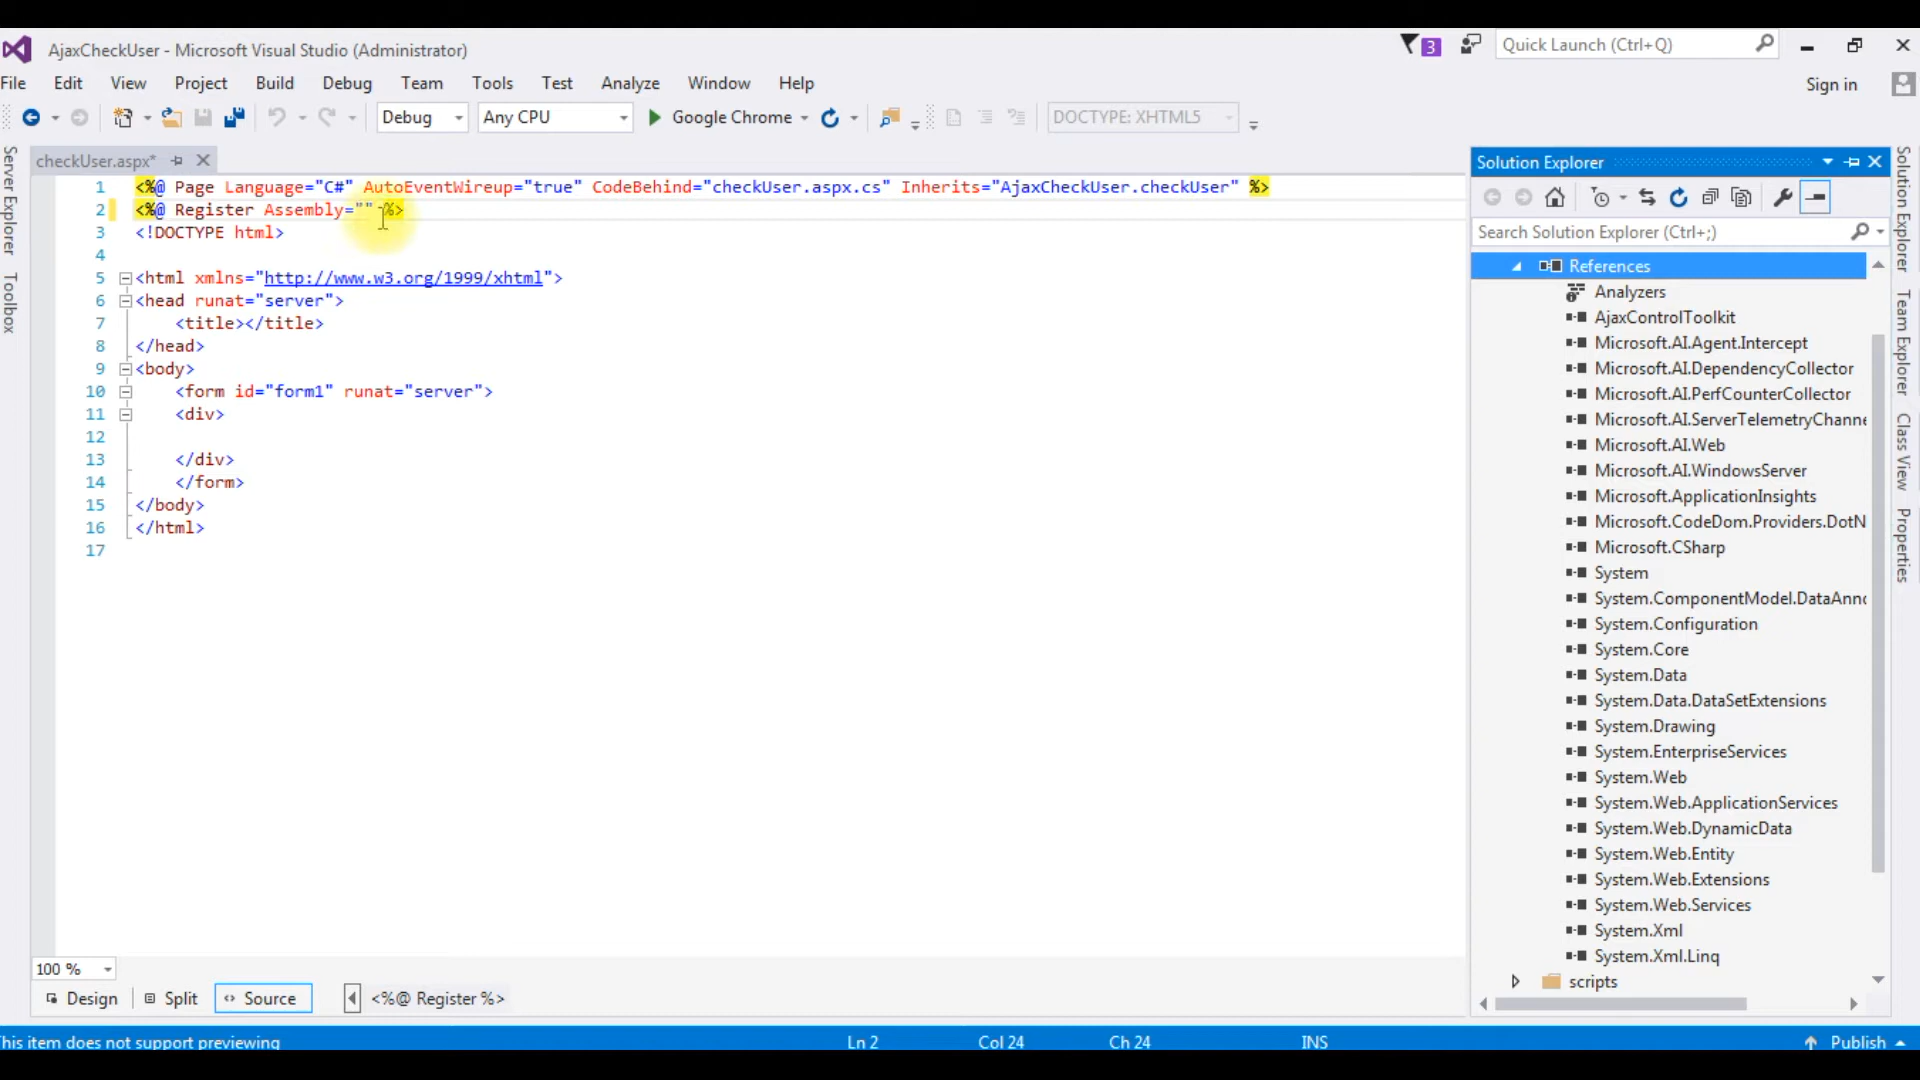 AjaxCheckUser - Microsoft Visual Studio (Administrator)
3
Quick Launch (Ctrl+Q)
File Edit View Project Build Debug Team Tools Test Analyze Window Help
Sign in
Debug Any CPU Google Chrome DOCTYPE: XHTML5
Server Explorer
Toolbox
checkUser.aspx*
1 <%@ Page Language="C#" AutoEventWireup="true" CodeBehind="checkUser.aspx.cs" Inherits="AjaxCheckUser.checkUser" %>
2 <%@ Register Assembly="" %>
3 <!DOCTYPE html>
4
5 <html xmlns="http://www.w3.org/1999/xhtml">
6 <head runat="server">
7 <title></title>
8 </head>
9 <body>
10 <form id="form1" runat="server">
11 <div>
12
13 </div>
14 </form>
15 </body>
16 </html>
17
100 %
Design Split Source <%@ Register %>
Solution Explorer
Search Solution Explorer (Ctrl+;)
References
Analyzers
AjaxControlToolkit
Microsoft.AI.Agent.Intercept
Microsoft.AI.DependencyCollector
Microsoft.AI.PerfCounterCollector
Microsoft.AI.ServerTelemetryChanne
Microsoft.AI.Web
Microsoft.AI.WindowsServer
Microsoft.ApplicationInsights
Microsoft.CodeDom.Providers.DotN
Microsoft.CSharp
System
System.ComponentModel.DataAnno
System.Configuration
System.Core
System.Data
System.Data.DataSetExtensions
System.Drawing
System.EnterpriseServices
System.Web
System.Web.ApplicationServices
System.Web.DynamicData
System.Web.Entity
System.Web.Extensions
System.Web.Services
System.Xml
System.Xml.Linq
scripts
Solution Explorer
Team Explorer
Class View
Properties
This item does not support previewing Ln 2 Col 24 Ch 24 INS Publish